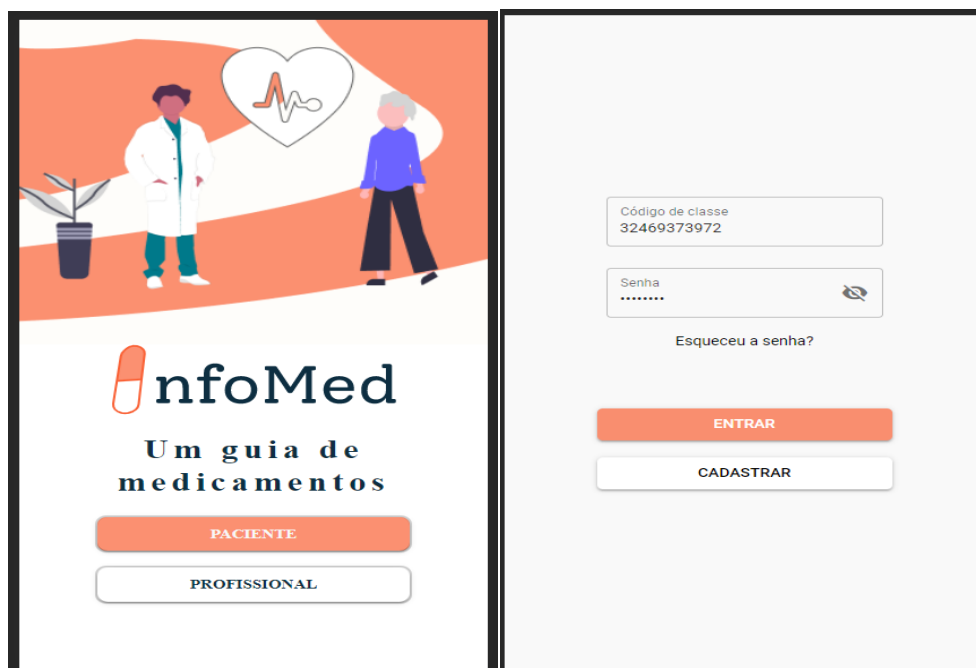 InfoMed
Um guia de
medicamentos
PACIENTE
PROFISSIONAL
Código de classe
32469373972
Senha
••••••••
Esqueceu a senha?
ENTRAR
CADASTRAR